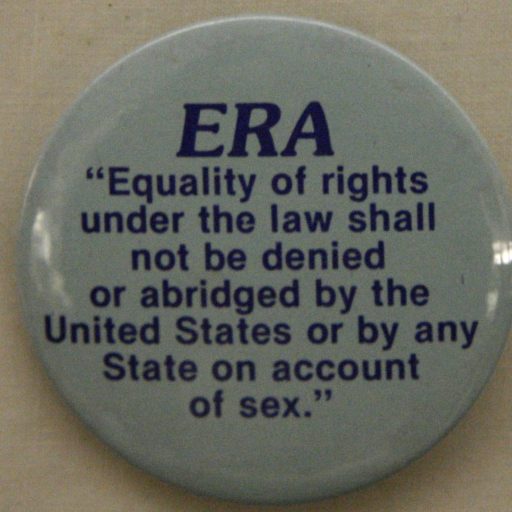 ERA
“Equality of rights
under the law shall
not be denied
or abridged by the
United States or by any
State on account
of sex.”